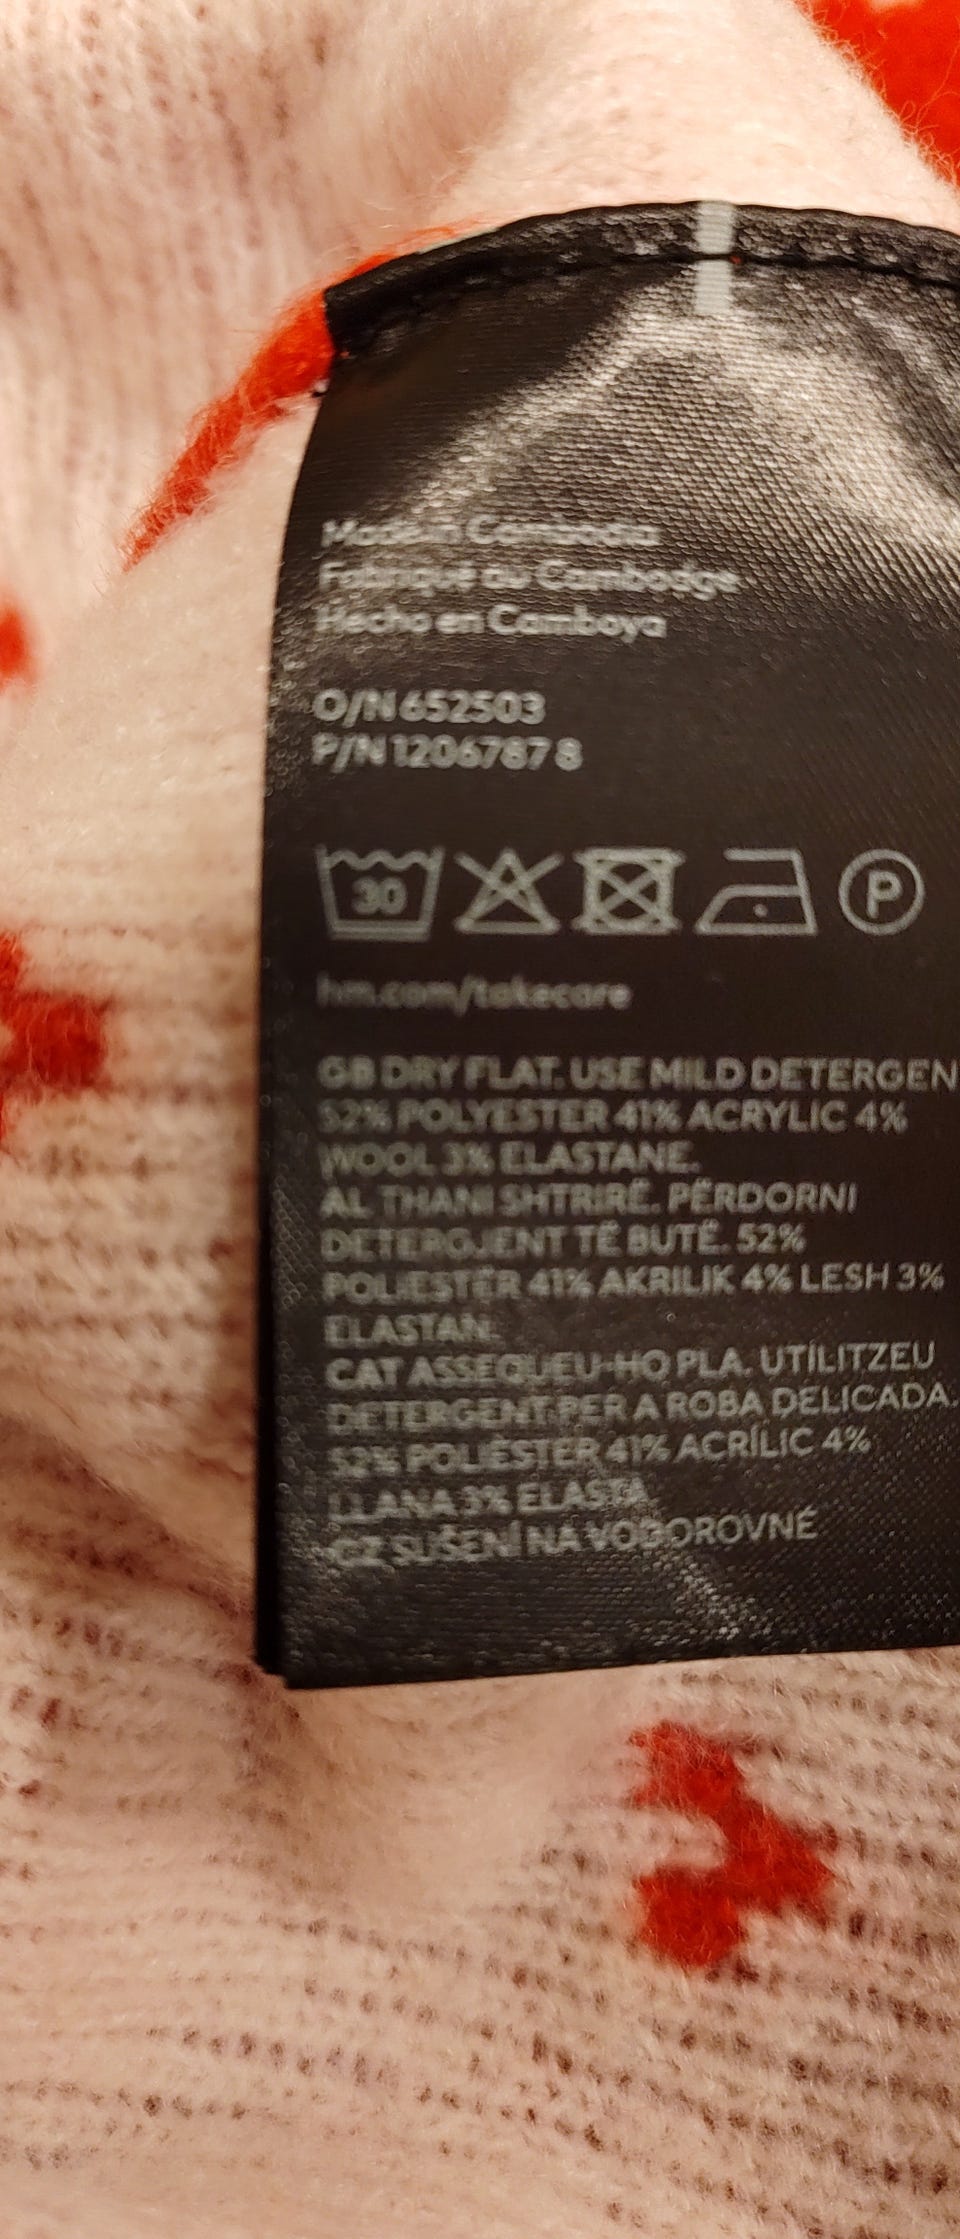 Made in Cambodia
Fabriqué au Cambodge
Hecho en Camboya
O/N 652503
P/N 1206787 8
30
P
hm.com/takecare
GB DRY FLAT. USE MILD DETERGEN
52% POLYESTER 41% ACRYLIC 4%
WOOL 3% ELASTANE.
AL THANI SHTRIRË. PËRDORNI
DETERGJENT TË BUTË. 52%
POLIESTËR 41% AKRILIK 4% LESH 3%
ELASTAN.
CAT ASSEQUEU-HO PLA. UTILITZEU
DETERGENT PER A ROBA DELICADA.
52% POLIÈSTER 41% ACRÍLIC 4%
LLANA 3% ELASTÀ
CZ SUŠENÍ NA VODOROVNÉ